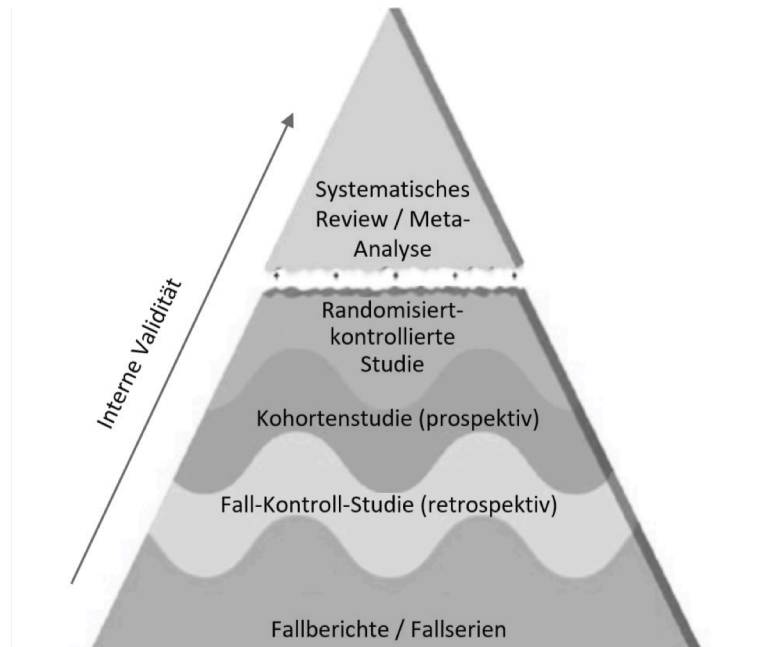 Interne Validität
Systematisches
Review / Meta-
Analyse
Randomisiert-
kontrollierte
Studie
Kohortenstudie (prospektiv)
Fall-Kontroll-Studie (retrospektiv)
Fallberichte / Fallserien